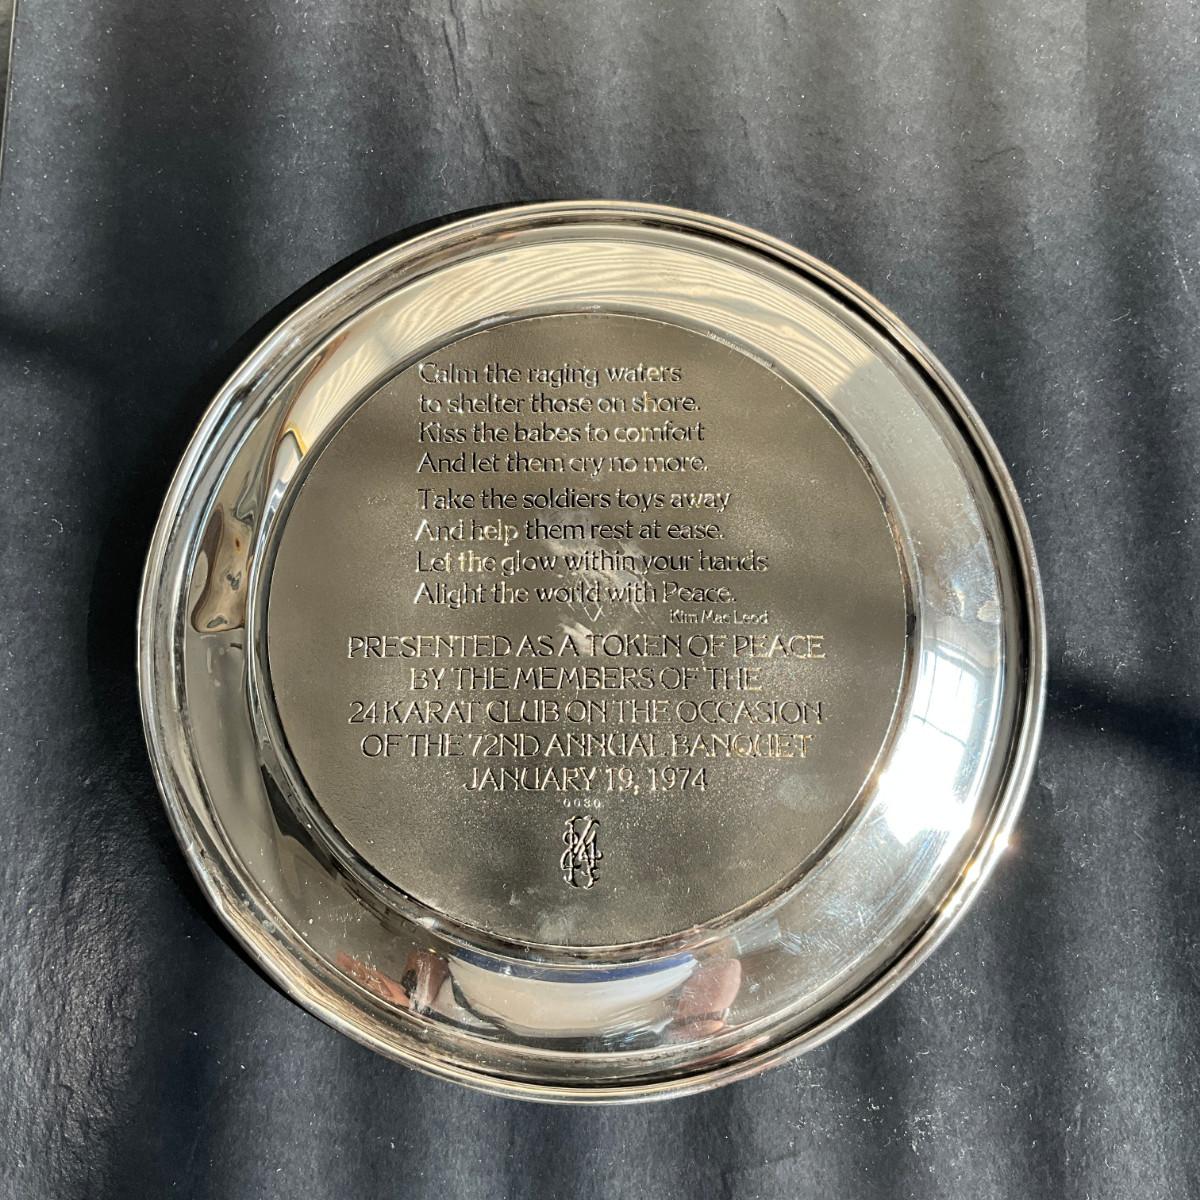 Calm the raging waters
to shelter those on shore.
Kiss the babes to comfort
And let them cry no more.
Take the soldiers toys away
And help them rest at ease.
Let the glow within your hands
Alight the world with Peace.
Kim Mac Leod
PRESENTED AS A TOKEN OF PEACE
BY THE MEMBERS OF THE
24 KARAT CLUB ON THE OCCASION
OF THE 72ND ANNUAL BANQUET
JANUARY 19, 1974
0080